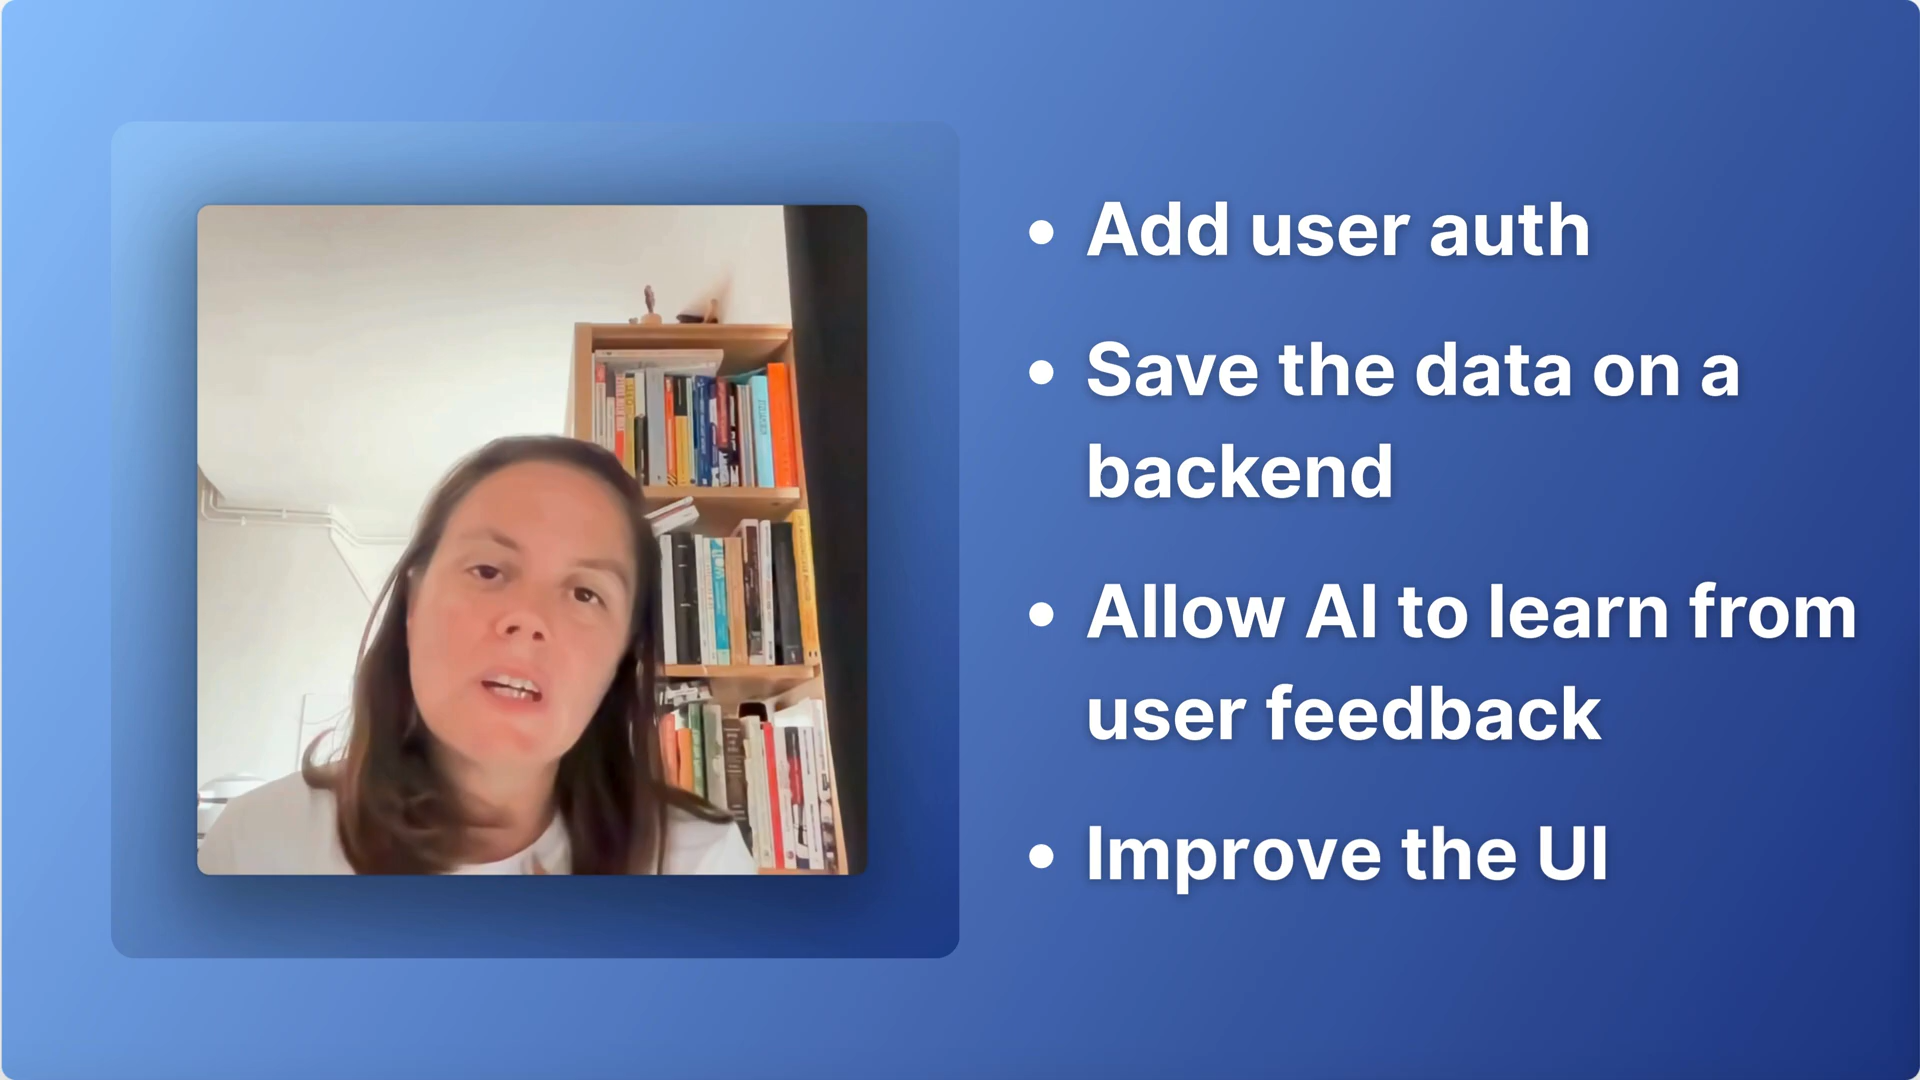 • Add user auth
• Save the data on a
backend
• Allow AI to learn from
user feedback
• Improve the UI